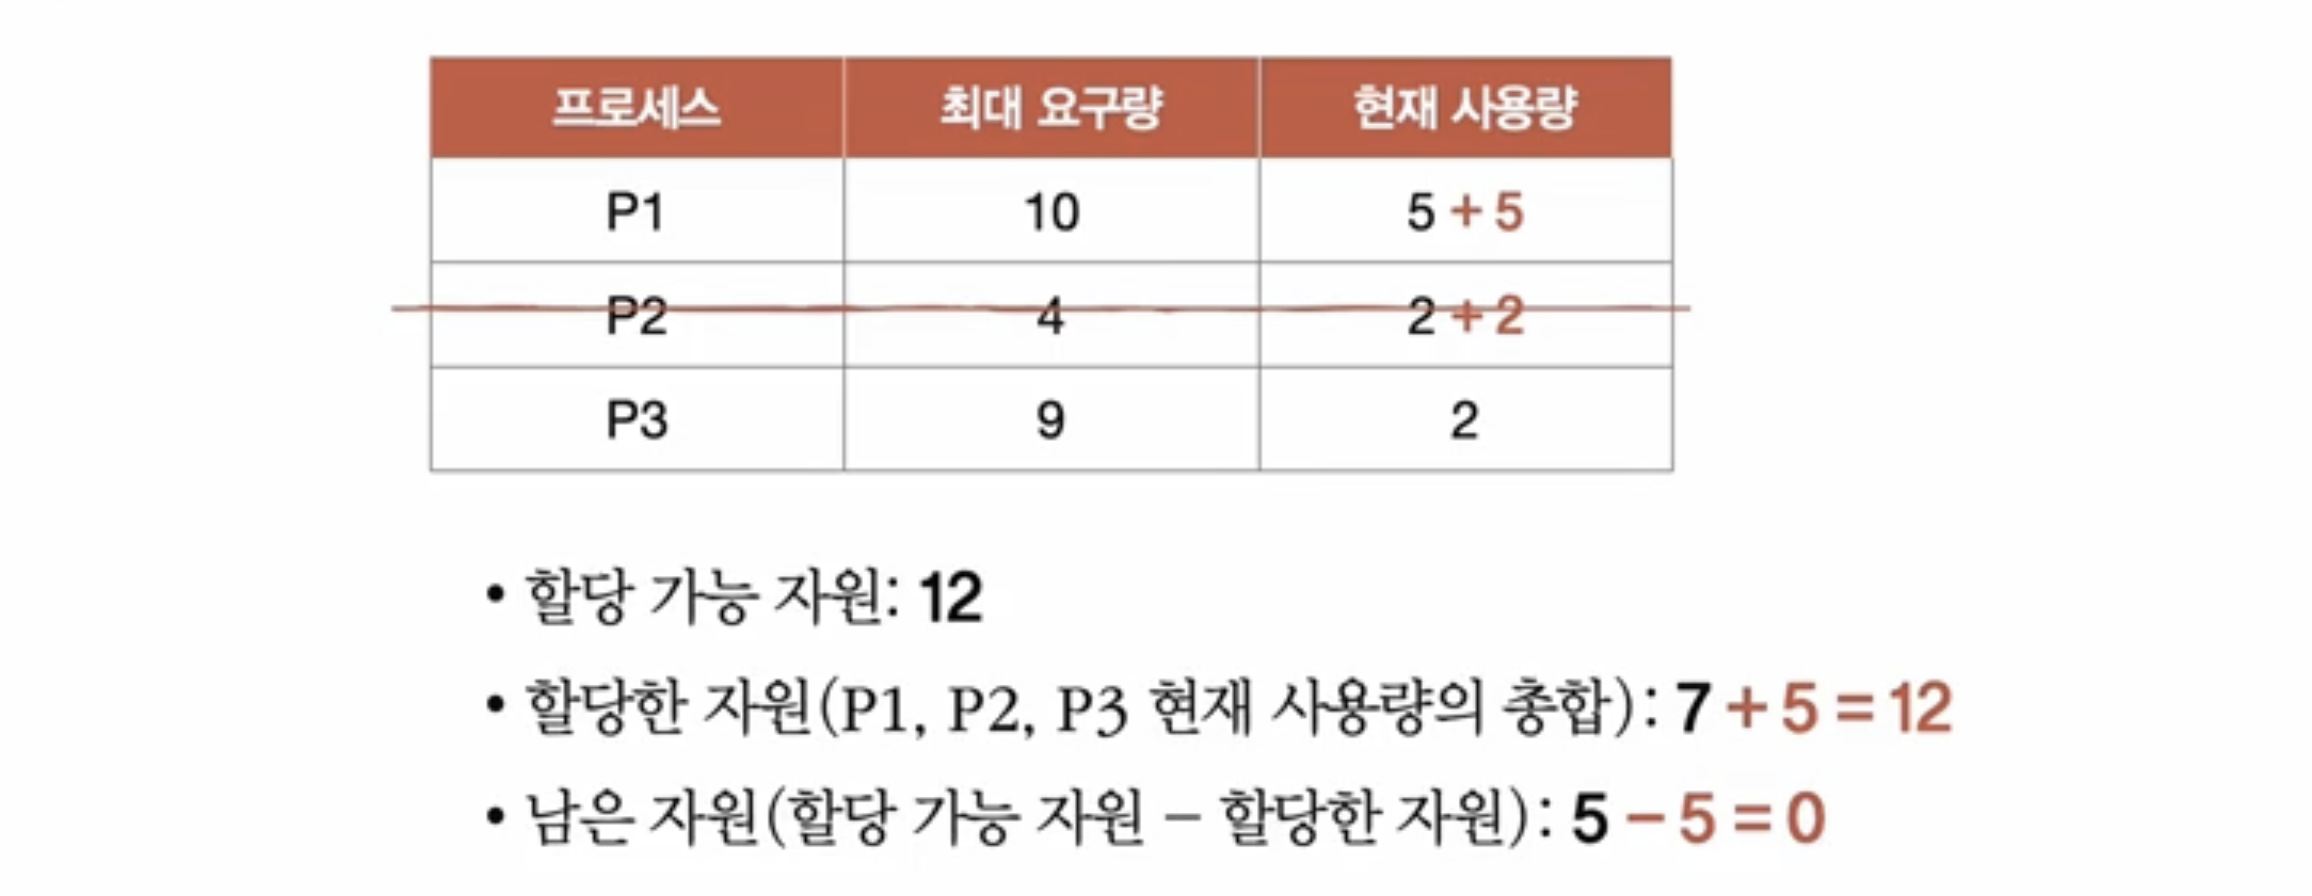 프로세스 최대 요구량 현재 사용량
P1 10 5 + 5
P2 4 2 + 2
P3 9 2
• 할당 가능 자원: 12
• 할당한 자원(P1, P2, P3 현재 사용량의 총합): 7 + 5 = 12
• 남은 자원(할당 가능 자원 – 할당한 자원): 5 – 5 = 0